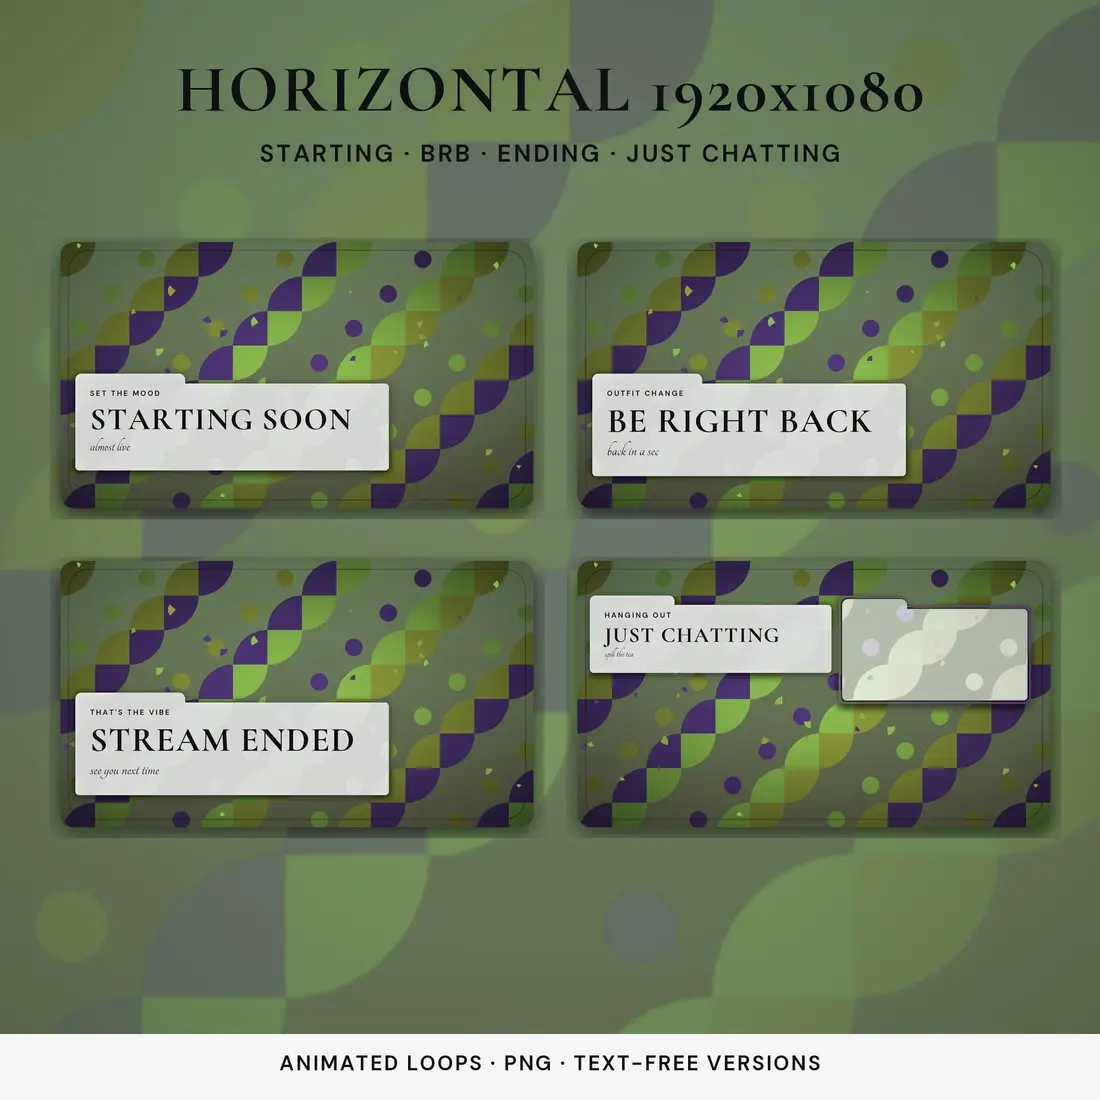 HORIZONTAL 1920x1080
STARTING · BRB · ENDING · JUST CHATTING
SET THE MOOD
STARTING SOON
almost live
OUTFIT CHANGE
BE RIGHT BACK
back in a sec
THAT'S THE VIBE
STREAM ENDED
see you next time
HANGING OUT
JUST CHATTING
spill the tea
ANIMATED LOOPS · PNG · TEXT-FREE VERSIONS